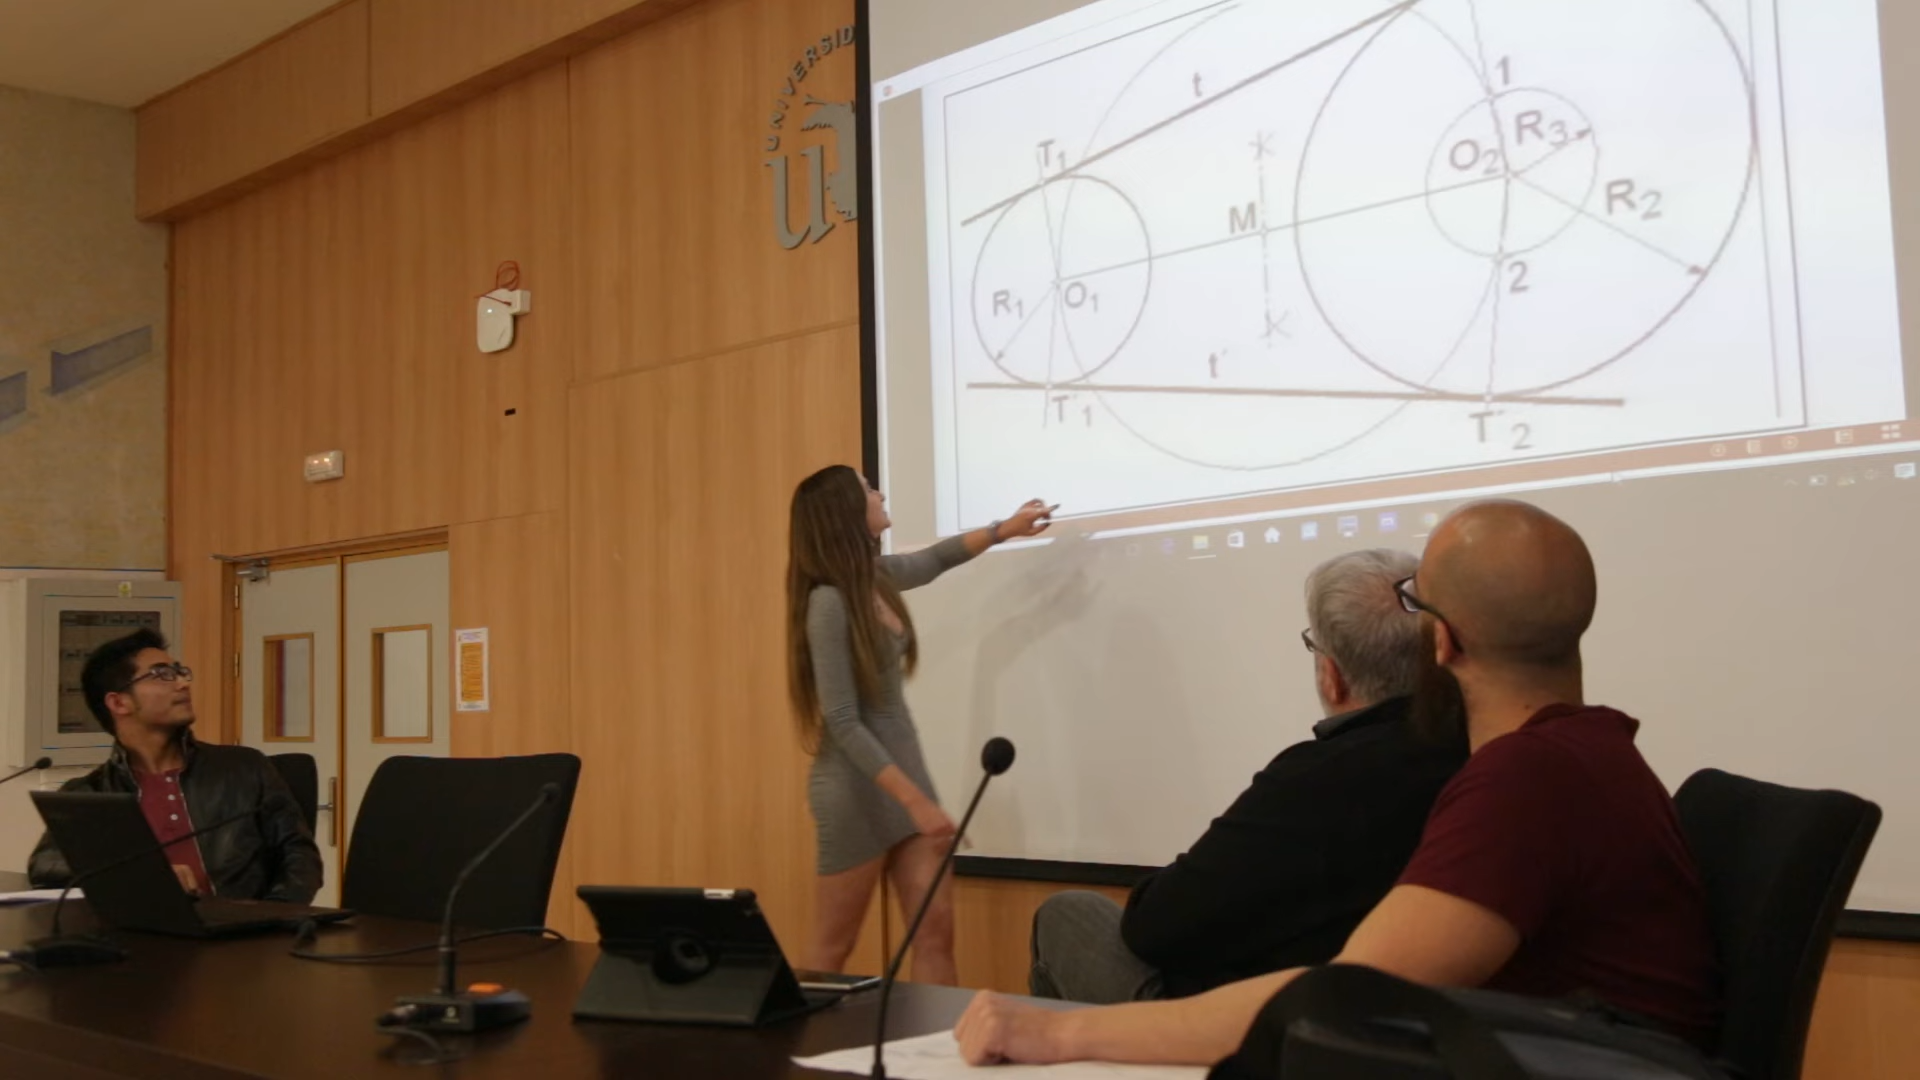 UNIVERSID
u
t
1
T₁
R₃
O₂
R₂
M
2
R₁
O₁
t'
T'₁
T'₂